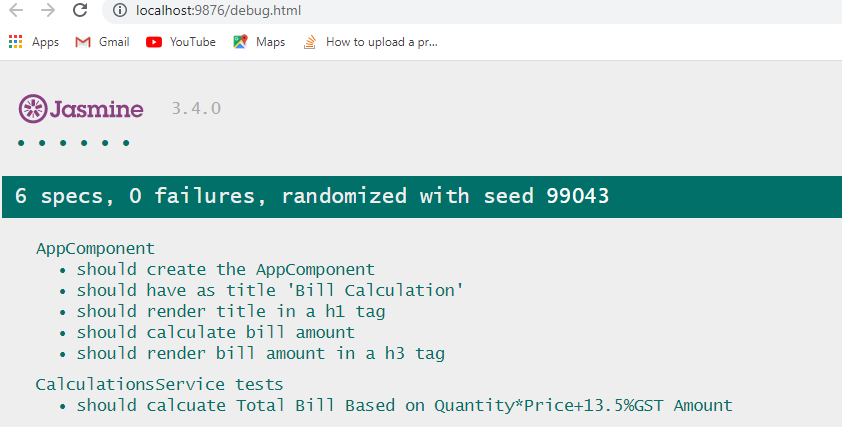 localhost:9876/debug.html
Apps Gmail YouTube Maps How to upload a pr...
Jasmine 3.4.0
• • • • • •
6 specs, 0 failures, randomized with seed 99043
AppComponent
• should create the AppComponent
• should have as title 'Bill Calculation'
• should render title in a h1 tag
• should calculate bill amount
• should render bill amount in a h3 tag
CalculationsService tests
• should calcuate Total Bill Based on Quantity*Price+13.5%GST Amount